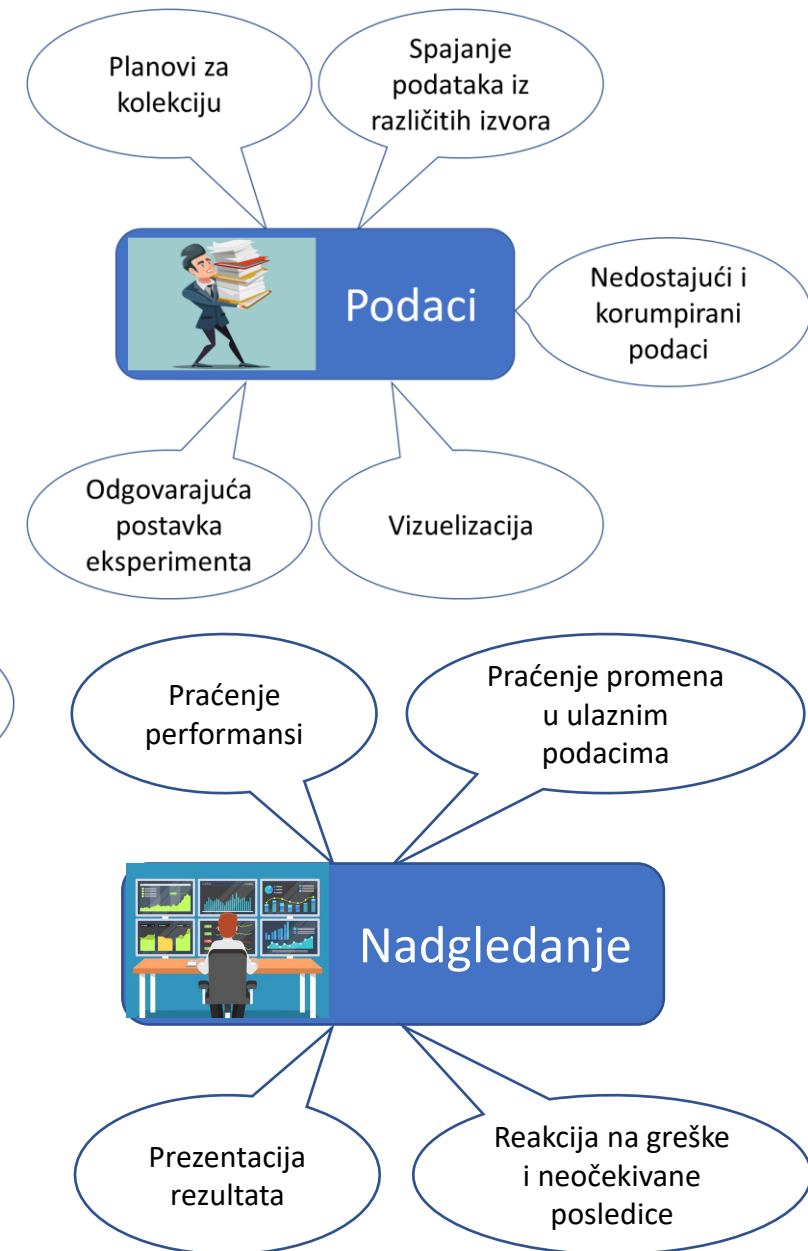 Planovi za
kolekciju
Spajanje
podataka iz
različitih izvora
Podaci
Nedostajući i
korumpirani
podaci
Odgovarajuća
postavka
eksperimenta
Vizuelizacija
Praćenje
performansi
Praćenje promena
u ulaznim
podacima
Nadgledanje
Prezentacija
rezultata
Reakcija na greške
i neočekivane
posledice